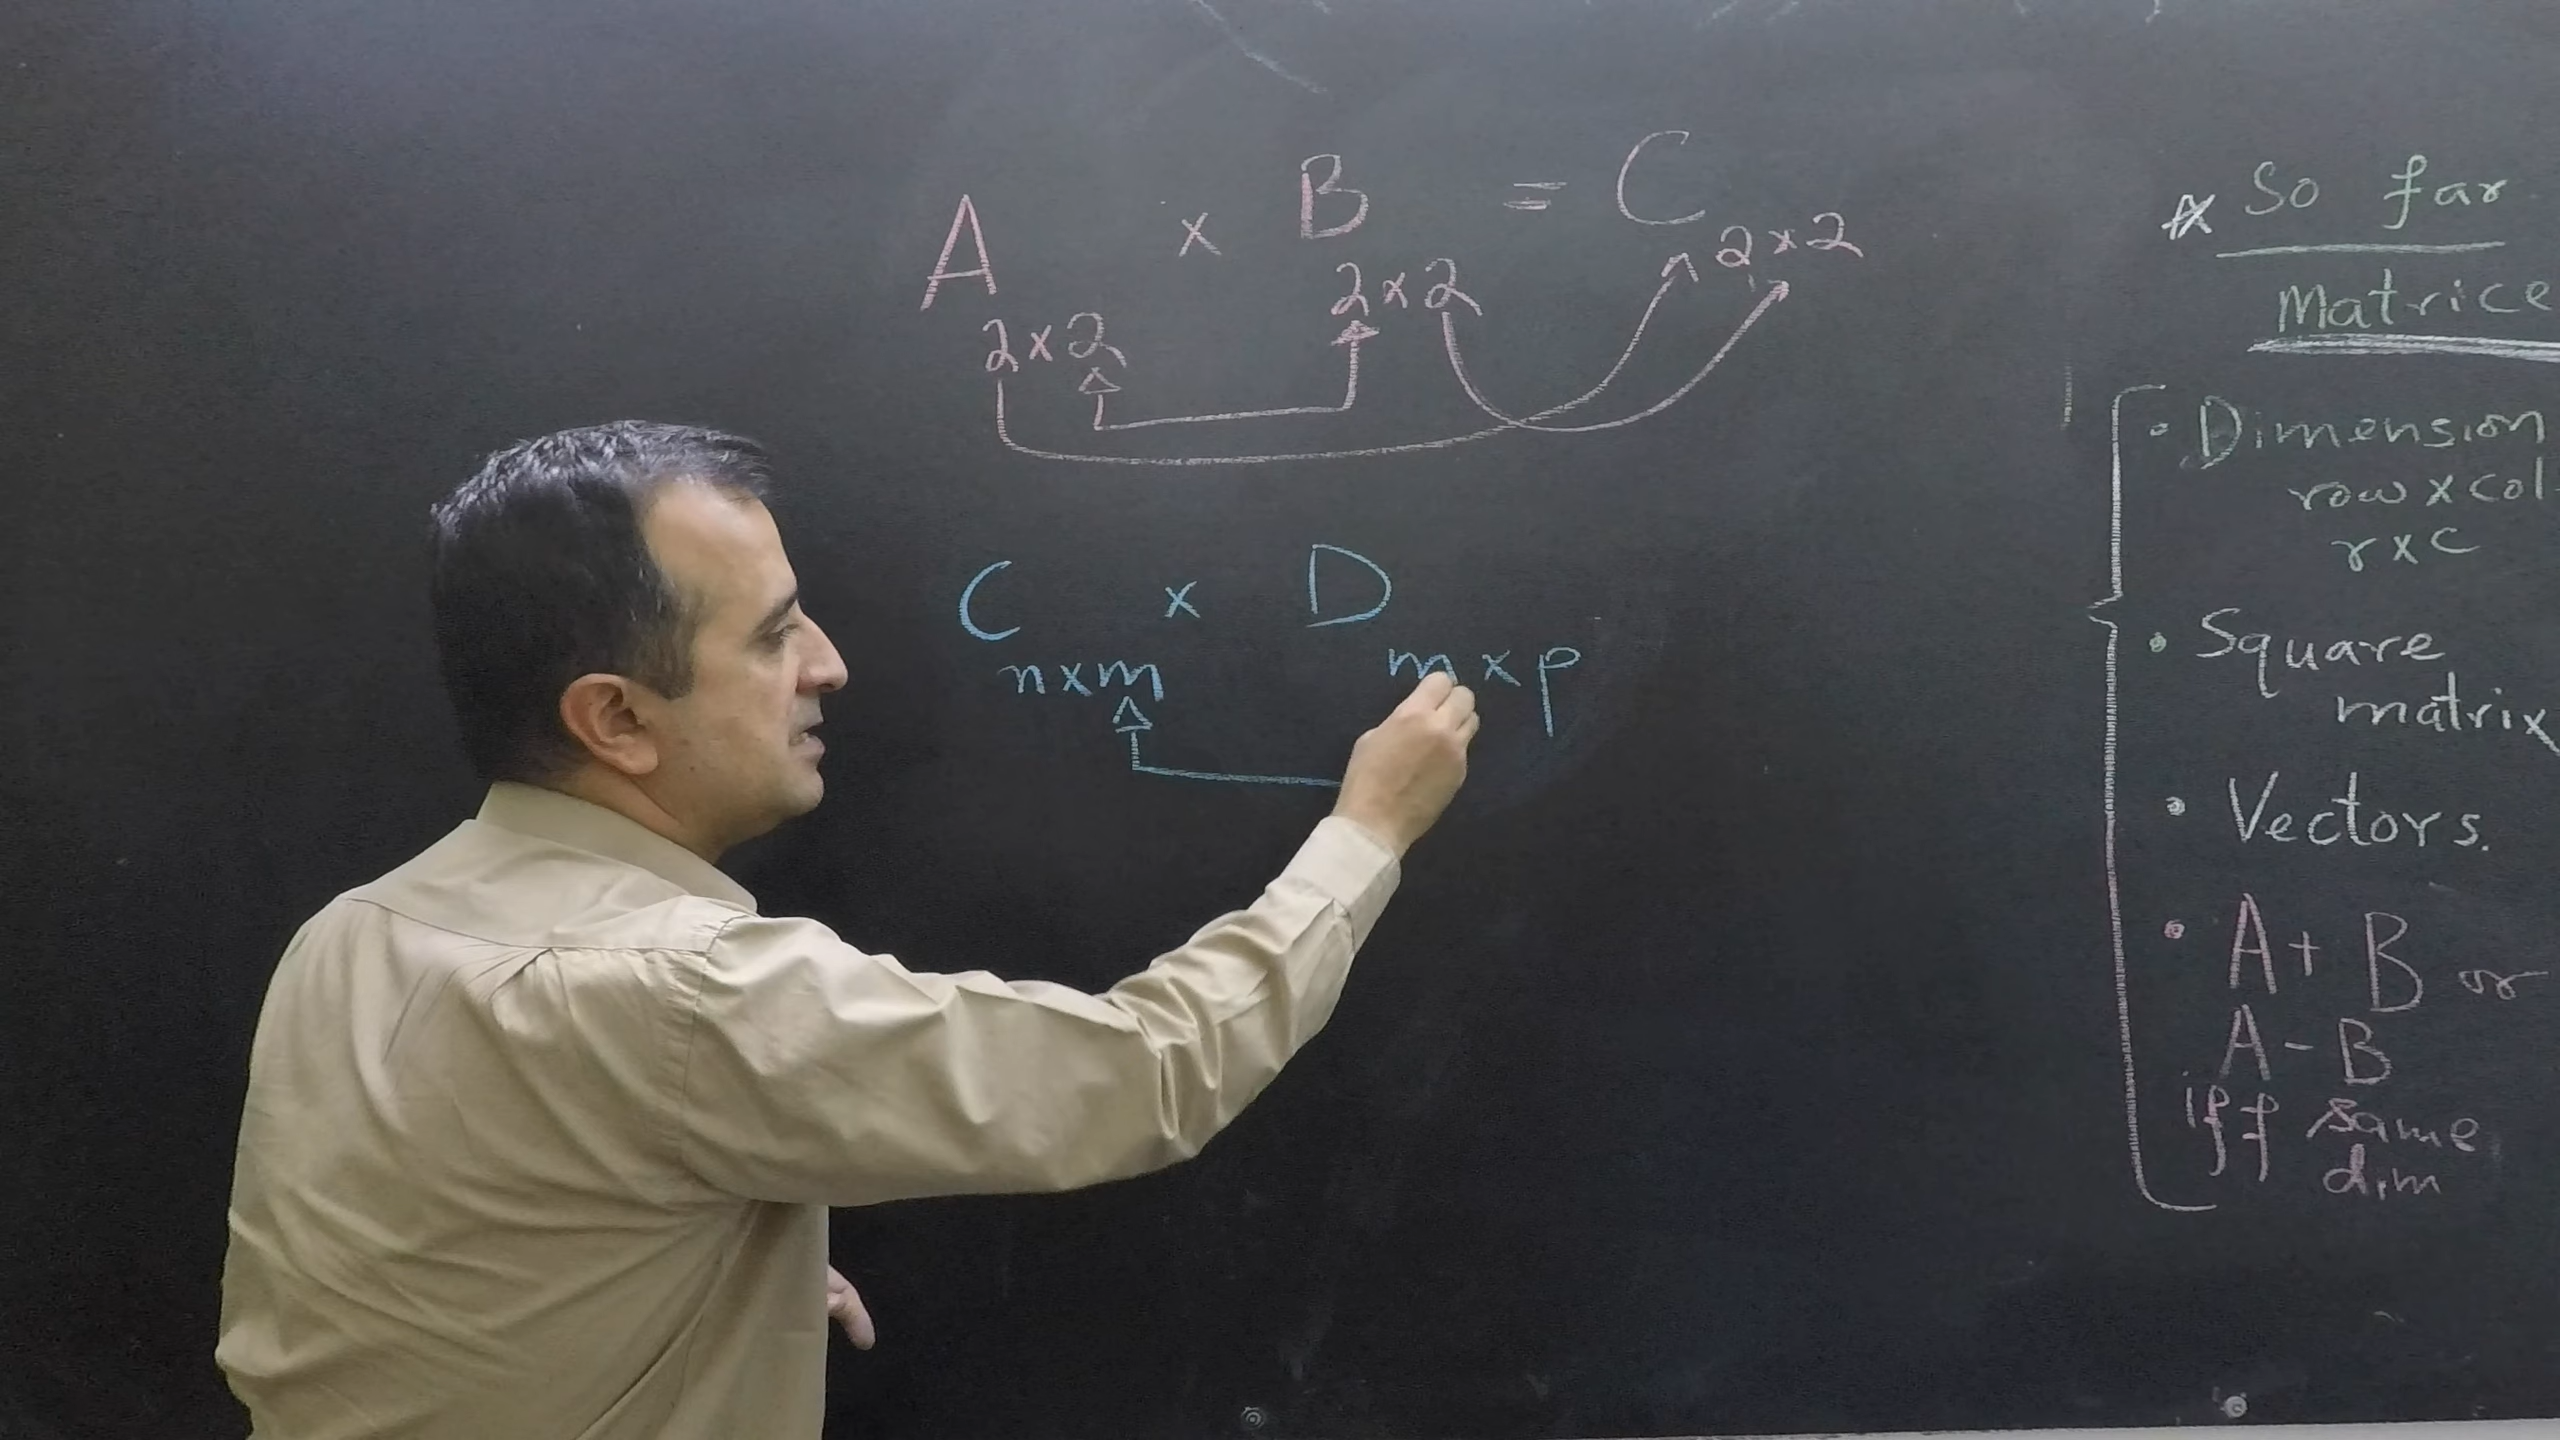 A x B = C
2x2 2x2 2x2
C x D
nxm mxp
So far
Matrice
• Dimension
row x col
r x c
• Square
matrix
• Vectors.
• A + B or
A - B
iff same
dim